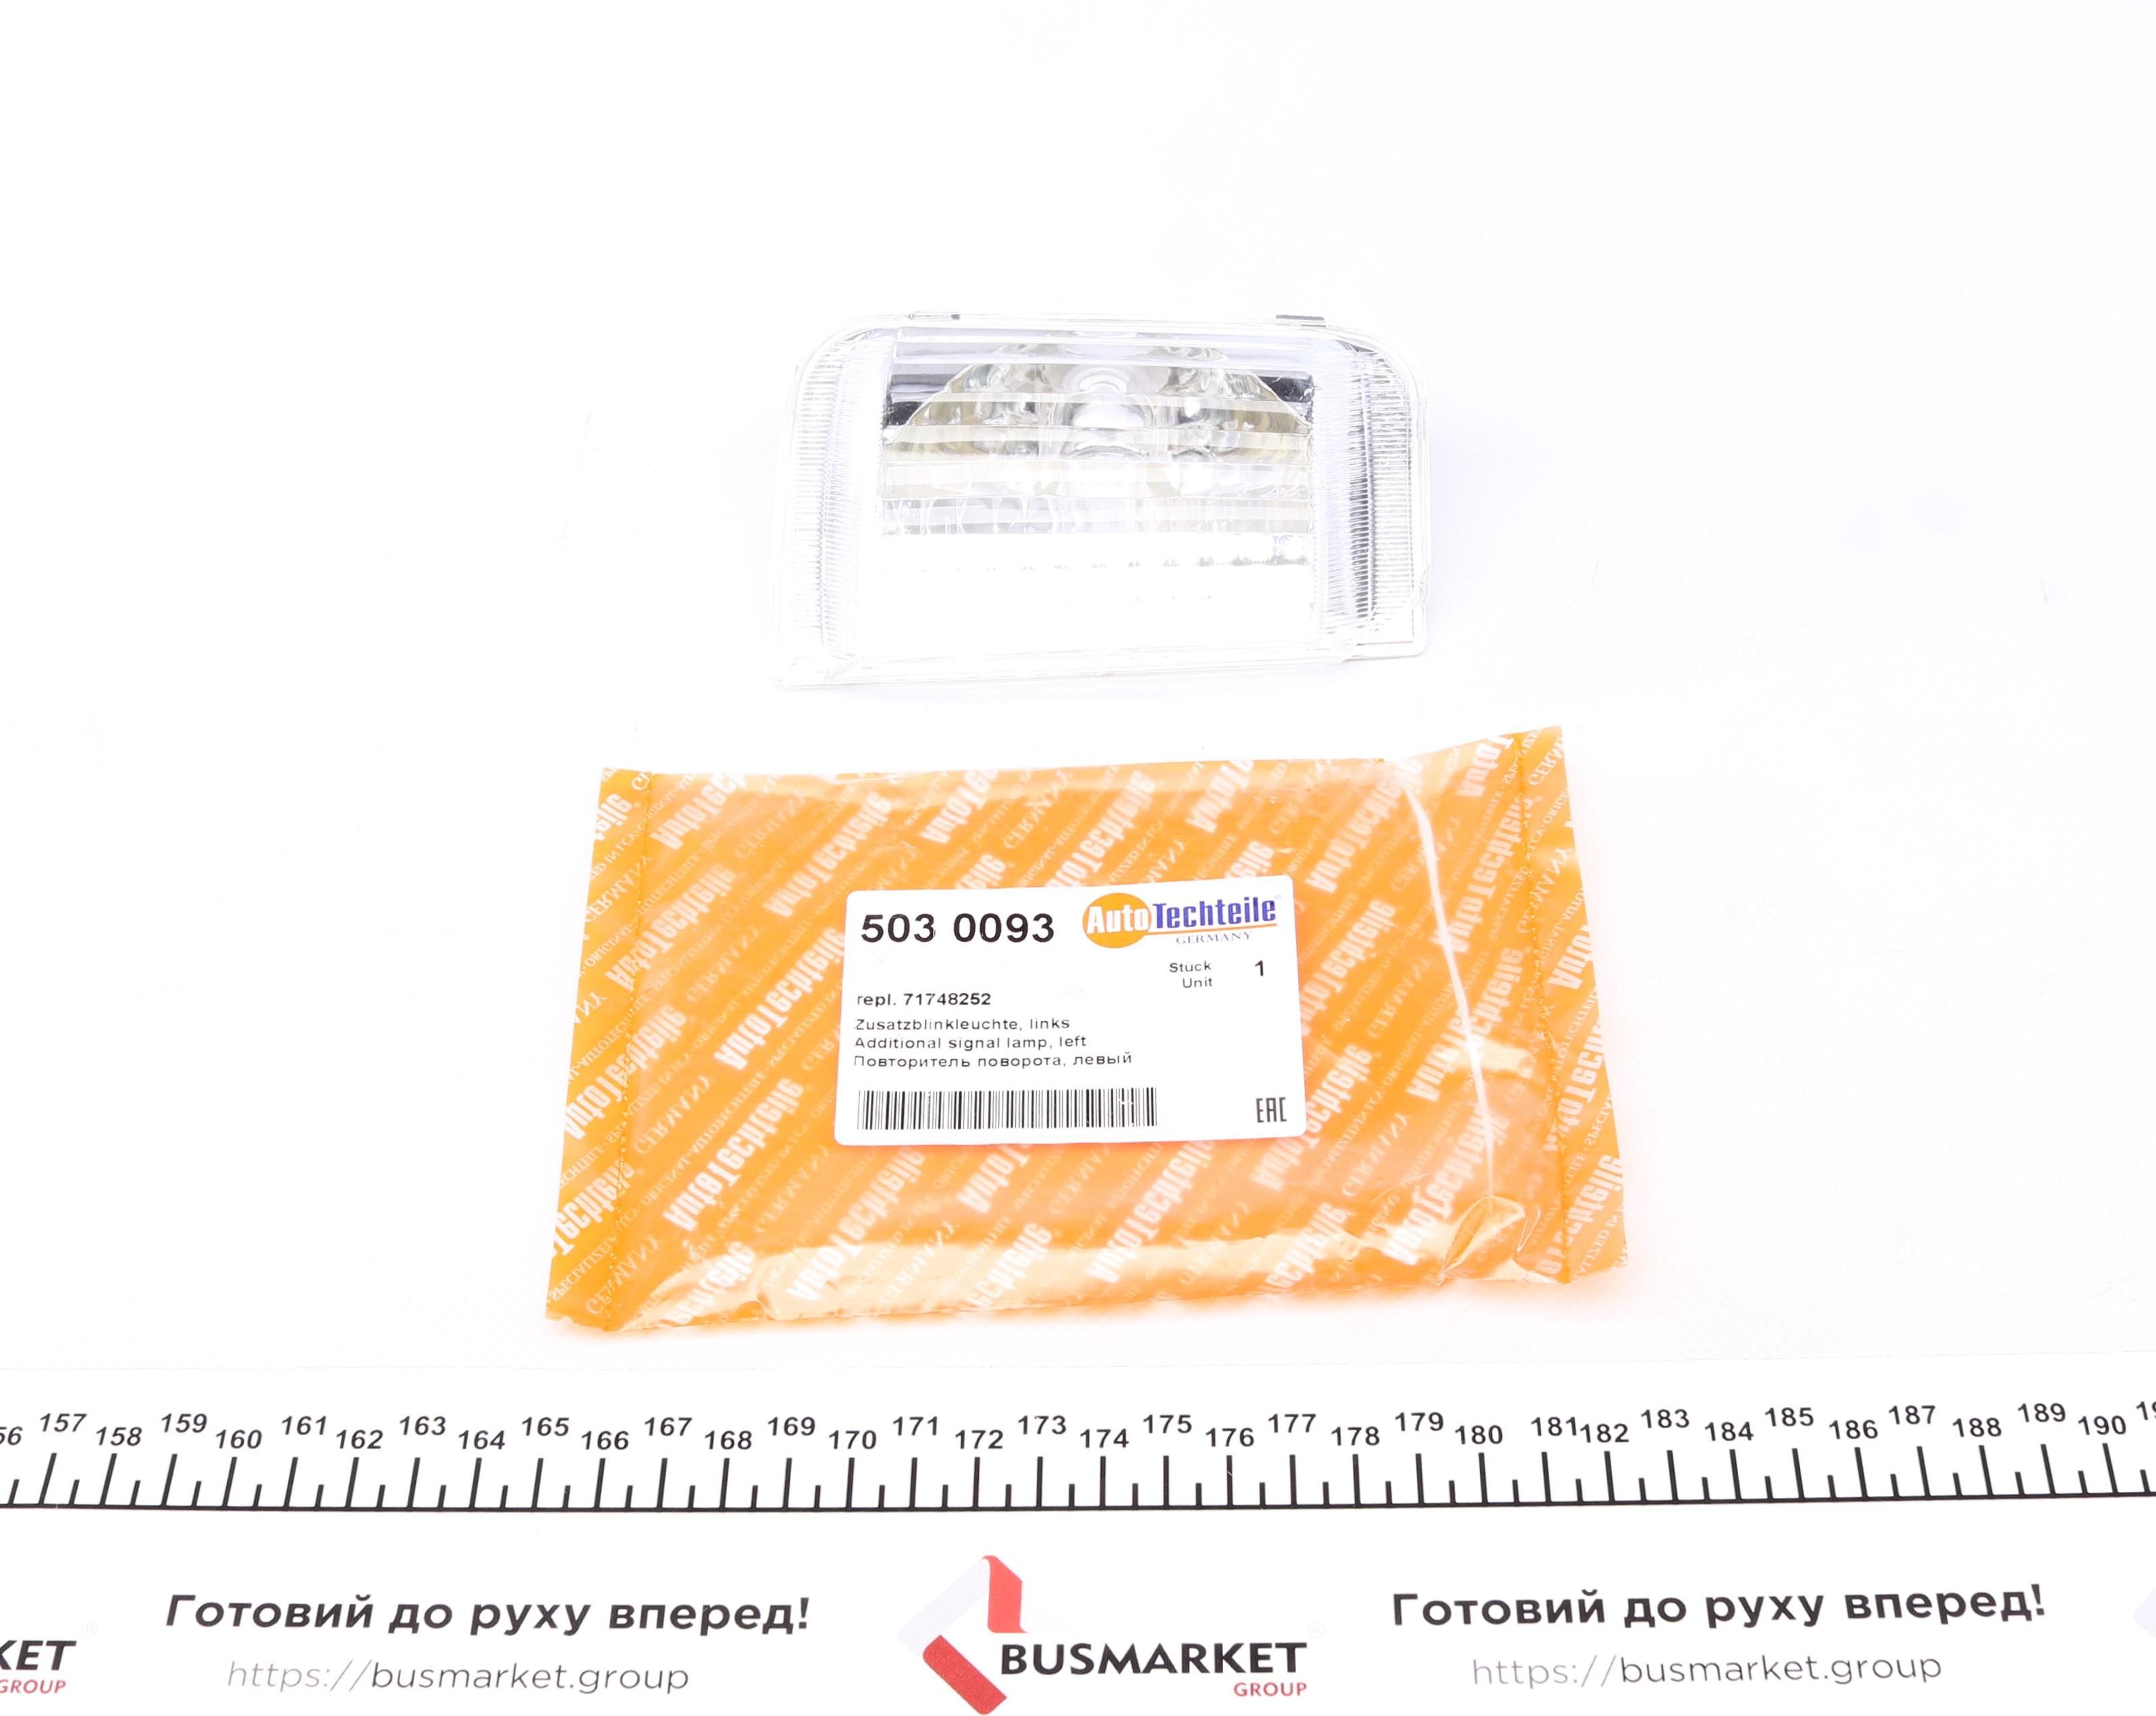 503 0093
AutoTechteile
GERMANY
Stuck 1
Unit
repl. 71748252
Zusatzblinkleuchte, links
Additional signal lamp, left
Повторитель поворота, левый
EAC
157 158 159 160 161 162 163 164 165 166 167 168 169 170 171 172 173 174 175 176 177 178 179 180 181 182 183 184 185 186 187 188 189 190
Готовий до руху вперед!
https://busmarket.group
KET
GROUP
BUSMARKET
GROUP
Готовий до руху вперед!
https://busmarket.group